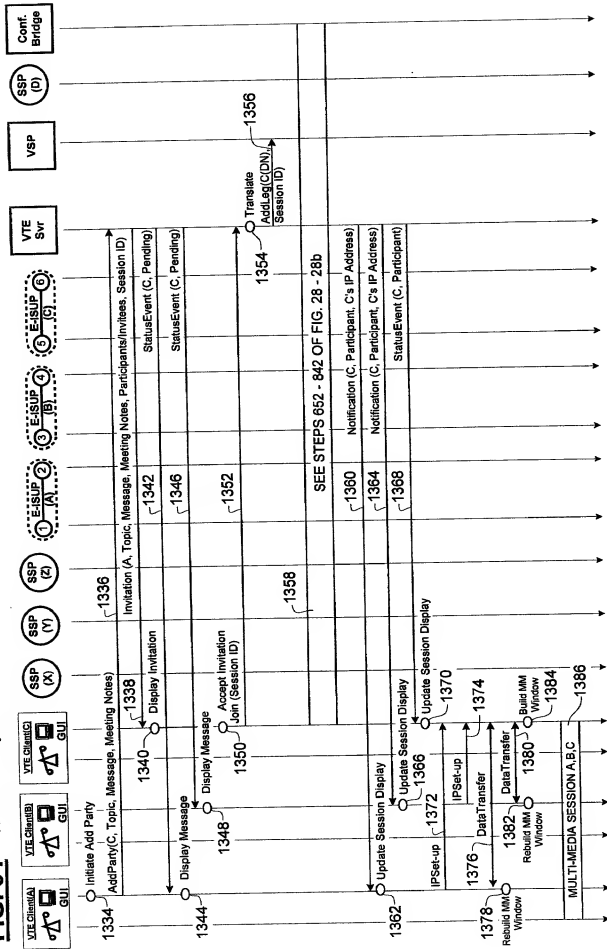 VTE Client(A)
GUI
VTE Client(B)
GUI
VTE Client(C)
GUI
SSP
(X)
SSP
(Y)
SSP
(Z)
1 E-ISUP 2
(A)
3 E-ISUP 4
(B)
5 E-ISUP 6
(C)
VTE
Svr
VSP
SSP
(D)
Conf.
Bridge
Initiate Add Party
1334
AddParty(C, Topic, Message, Meeting Notes)
1336
1338
Invitation (A, Topic, Message, Meeting Notes, Participants/Invitees, Session ID)
1340
Display Invitation
1342
StatusEvent (C, Pending)
1344
Display Message
1346
StatusEvent (C, Pending)
1348
Display Message
1350
Accept Invitation
Join (Session ID)
1352
1354
Translate
AddLeg(C(DN),
Session ID)
1356
1358
SEE STEPS 652 - 842 OF FIG. 28 - 28b
1360
Notification (C, Participant, C's IP Address)
1362
Update Session Display
1364
Notification (C, Participant, C's IP Address)
1366
Update Session Display
1368
StatusEvent (C, Participant)
1370
Update Session Display
1372
IPSet-up
1374
IPSet-up
1376
DataTransfer
1378
Rebuild MM
Window
1380
DataTransfer
1382
Rebuild MM
Window
1384
Build MM
Window
1386
MULTI-MEDIA SESSION A,B,C